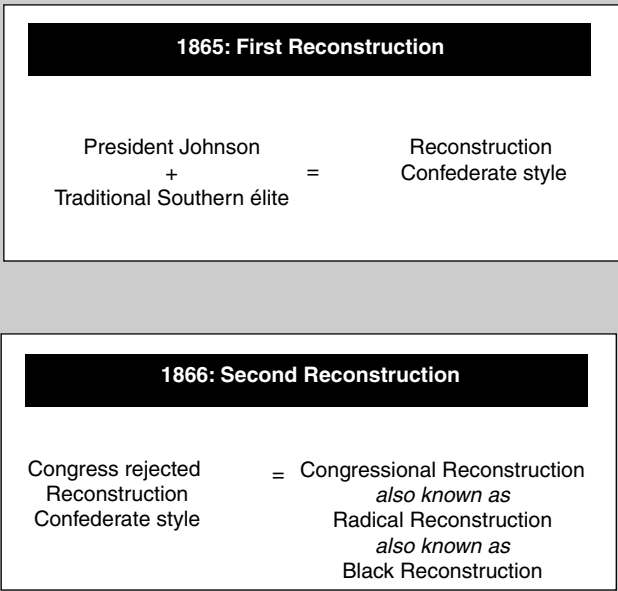 1865: First Reconstruction
President Johnson
+
Traditional Southern élite
=
Reconstruction
Confederate style
1866: Second Reconstruction
Congress rejected
Reconstruction
Confederate style
=
Congressional Reconstruction
also known as
Radical Reconstruction
also known as
Black Reconstruction